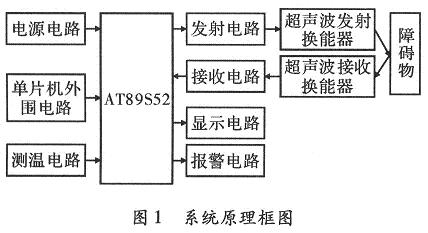 电源电路
单片机外
围电路
测温电路
AT89S52
发射电路
接收电路
显示电路
报警电路
超声波发射
换能器
超声波接收
换能器
障
碍
物
图1 系统原理框图